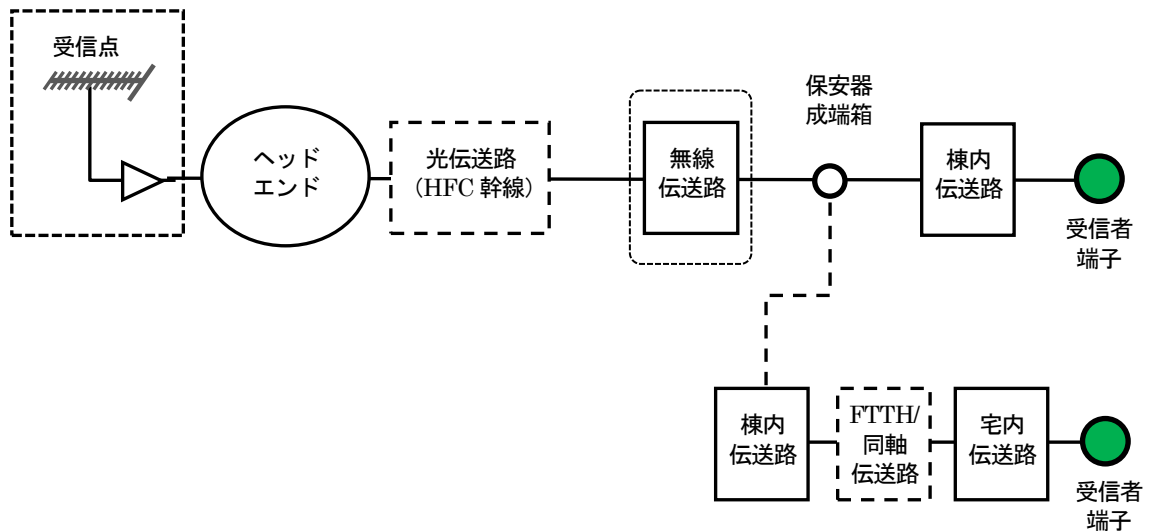 受信点
ヘッド
エンド
光伝送路
（HFC 幹線）
無線
伝送路
保安器
成端箱
棟内
伝送路
受信者
端子
棟内
伝送路
FTTH/
同軸
伝送路
宅内
伝送路
受信者
端子